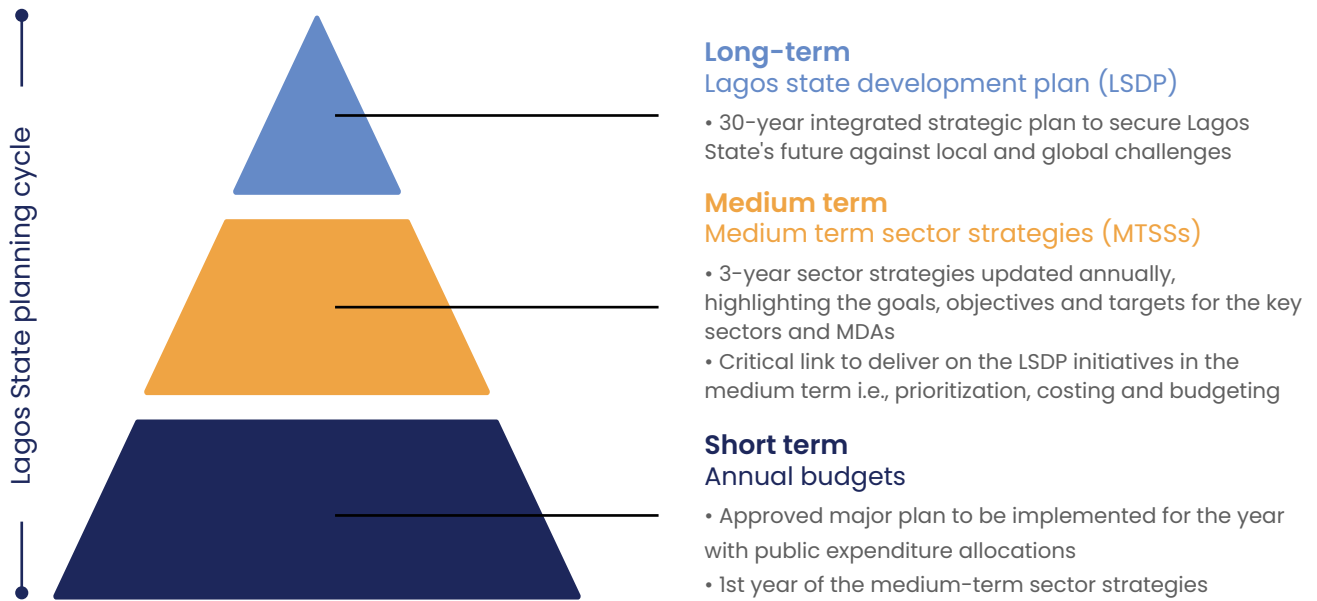 Lagos State planning cycle
Long-term
Lagos state development plan (LSDP)
• 30-year integrated strategic plan to secure Lagos
State's future against local and global challenges
Medium term
Medium term sector strategies (MTSSs)
• 3-year sector strategies updated annually,
highlighting the goals, objectives and targets for the key
sectors and MDAs
• Critical link to deliver on the LSDP initiatives in the
medium term i.e., prioritization, costing and budgeting
Short term
Annual budgets
• Approved major plan to be implemented for the year
with public expenditure allocations
• 1st year of the medium-term sector strategies